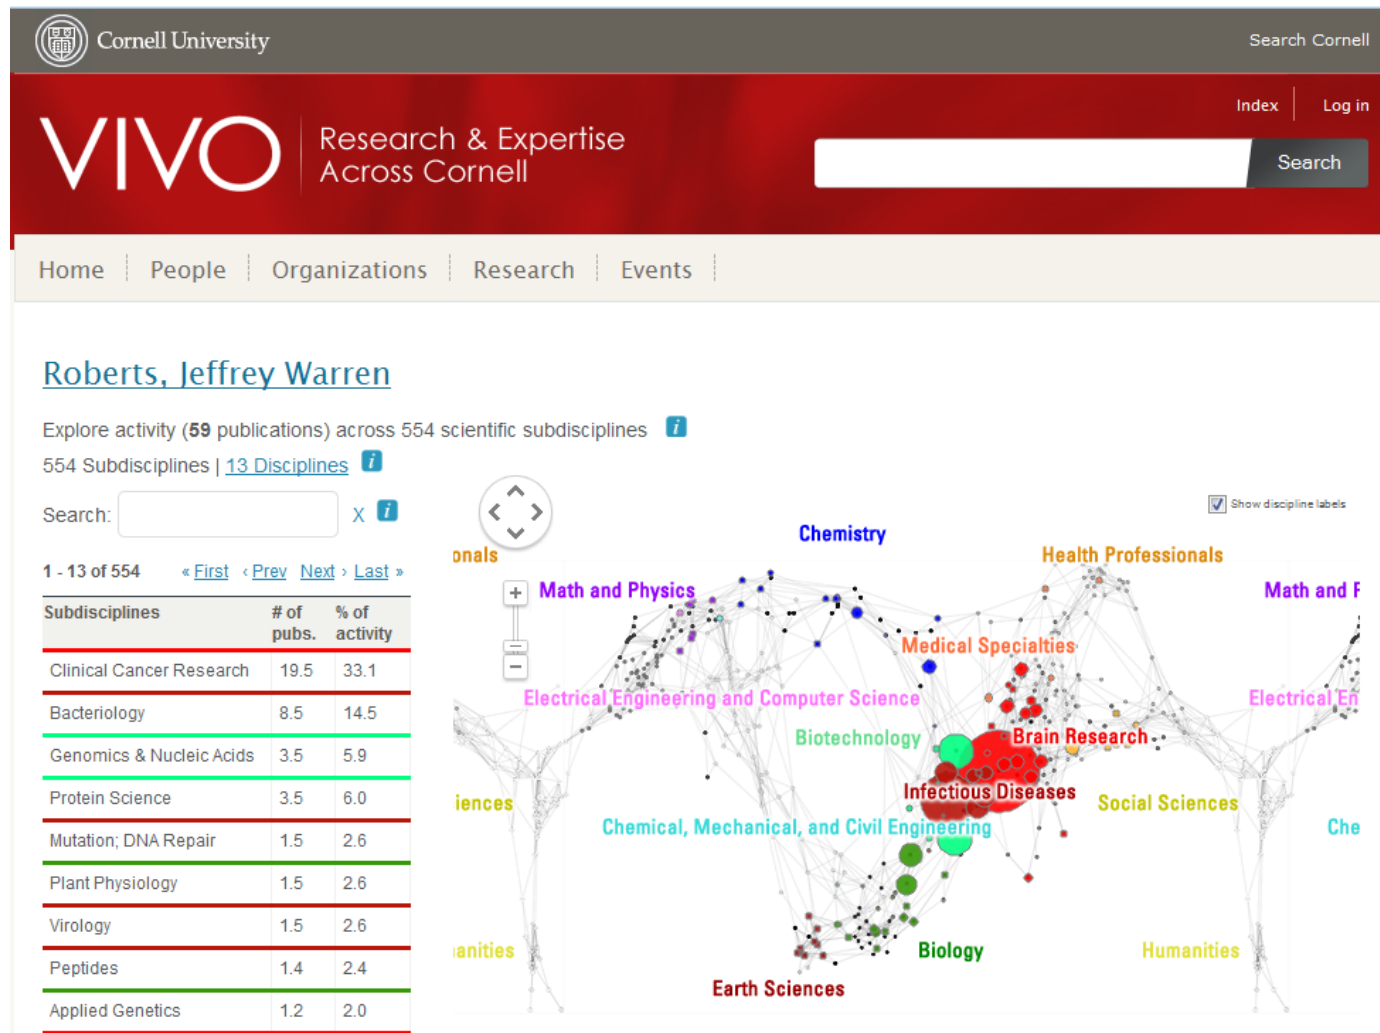 Cornell University
Search Cornell
Index
Log in
VIVO
Research & Expertise
Across Cornell
Search
Home
People
Organizations
Research
Events
Roberts, Jeffrey Warren
Explore activity (59 publications) across 554 scientific subdisciplines i
554 Subdisciplines | 13 Disciplines i
Search: X i
1 - 13 of 554 « First ‹ Prev Next › Last »
Subdisciplines # of pubs. % of activity
Clinical Cancer Research 19.5 33.1
Bacteriology 8.5 14.5
Genomics & Nucleic Acids 3.5 5.9
Protein Science 3.5 6.0
Mutation; DNA Repair 1.5 2.6
Plant Physiology 1.5 2.6
Virology 1.5 2.6
Peptides 1.4 2.4
Applied Genetics 1.2 2.0
Show discipline labels
Chemistry
onals
Health Professionals
Math and Physics
Math and F
Medical Specialties
Electrical Engineering and Computer Science
Electrical En
Biotechnology
Brain Research
Infectious Diseases
iences
Social Sciences
Chemical, Mechanical, and Civil Engineering
Che
anities
Biology
Humanities
Earth Sciences